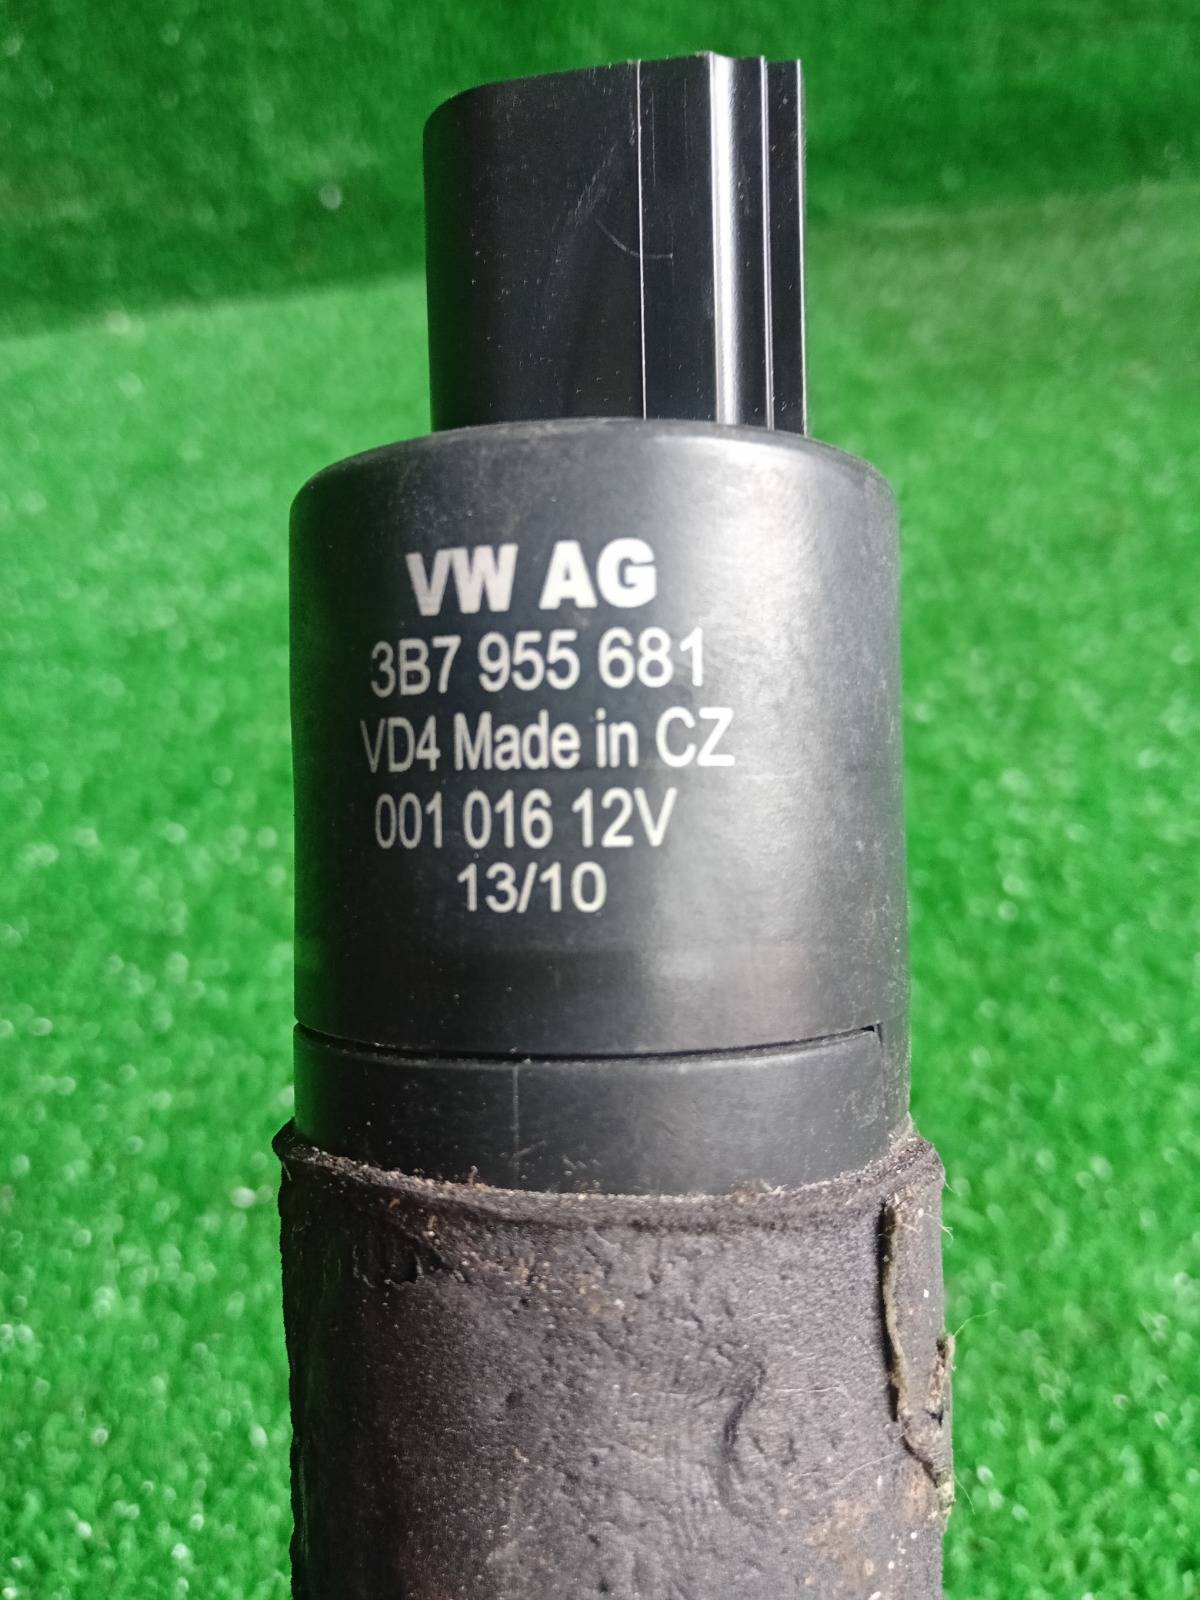 VW AG
3B7 955 681
VD4 Made in CZ
001 016 12V
13/10